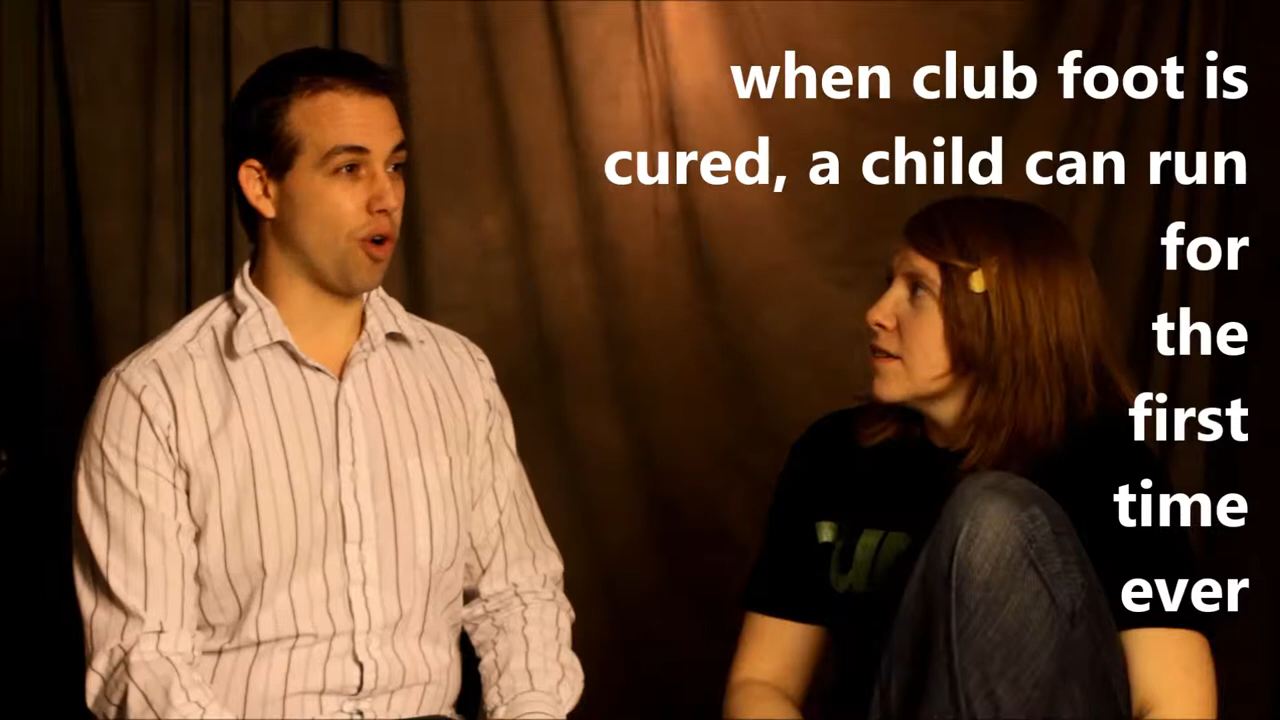 when club foot is
cured, a child can run
for
the
first
time
ever